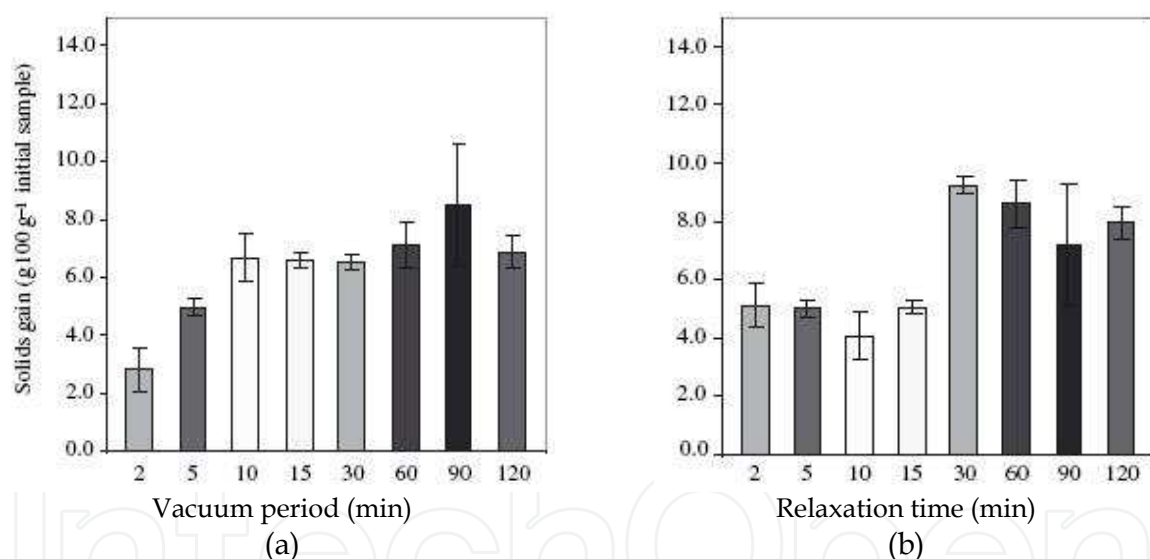 Solids gain (g100 g⁻¹ initial sample)
14.0
12.0
10.0
8.0
6.0
4.0
2.0
0.0
2 5 10 15 30 60 90 120
Vacuum period (min)
(a)
14.0
12.0
10.0
8.0
6.0
4.0
2.0
0.0
2 5 10 15 30 60 90 120
Relaxation time (min)
(b)
IntechOpen